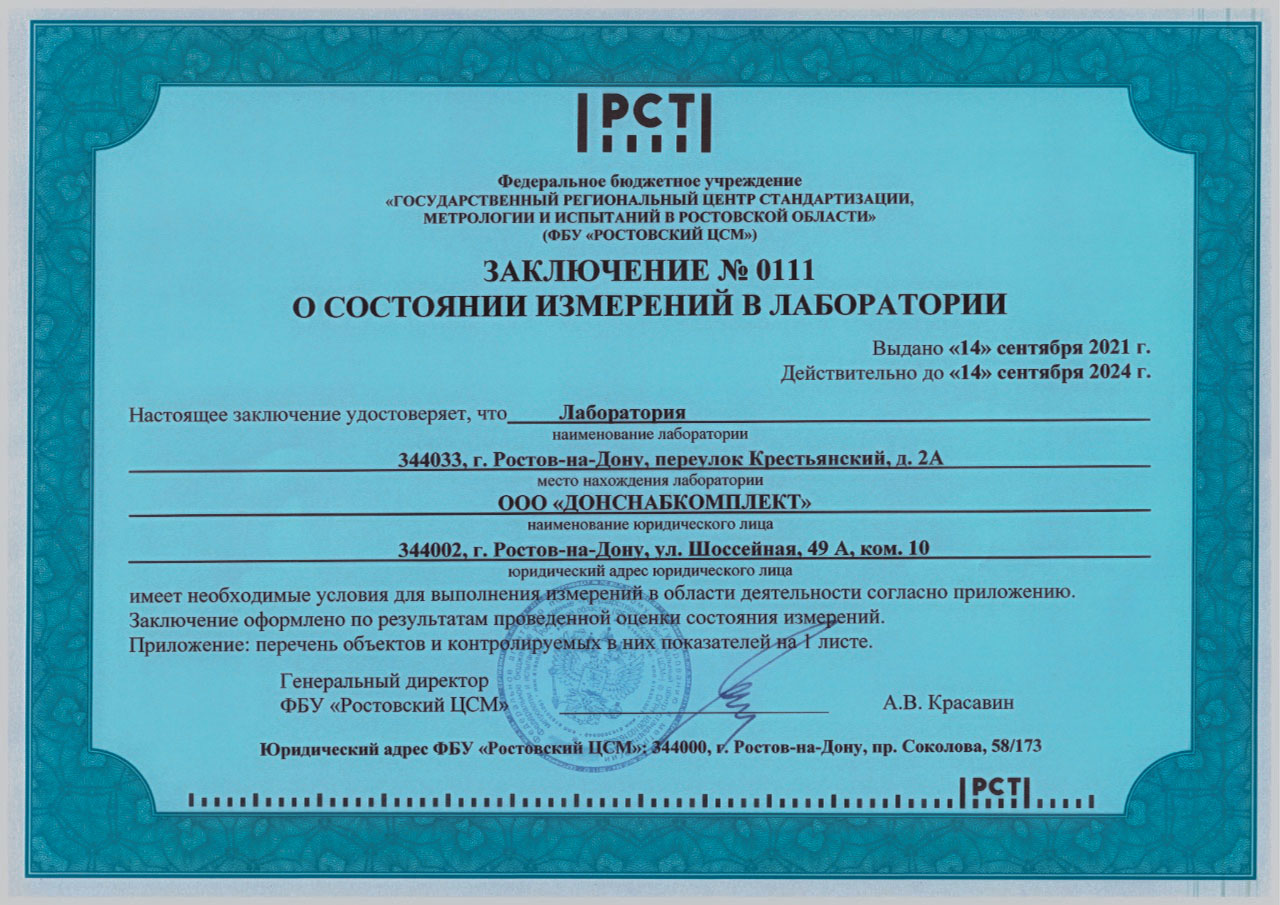 РСТ
Федеральное бюджетное учреждение
«ГОСУДАРСТВЕННЫЙ РЕГИОНАЛЬНЫЙ ЦЕНТР СТАНДАРТИЗАЦИИ,
МЕТРОЛОГИИ И ИСПЫТАНИЙ В РОСТОВСКОЙ ОБЛАСТИ»
(ФБУ «РОСТОВСКИЙ ЦСМ»)
ЗАКЛЮЧЕНИЕ № 0111
О СОСТОЯНИИ ИЗМЕРЕНИЙ В ЛАБОРАТОРИИ
Выдано «14» сентября 2021 г.
Действительно до «14» сентября 2024 г.
Настоящее заключение удостоверяет, что Лаборатория
наименование лаборатории
344033, г. Ростов-на-Дону, переулок Крестьянский, д. 2А
место нахождения лаборатории
ООО «ДОНСНАБКОМПЛЕКТ»
наименование юридического лица
344002, г. Ростов-на-Дону, ул. Шоссейная, 49 А, ком. 10
юридический адрес юридического лица
имеет необходимые условия для выполнения измерений в области деятельности согласно приложению.
Заключение оформлено по результатам проведенной оценки состояния измерений.
Приложение: перечень объектов и контролируемых в них показателей на 1 листе.
Генеральный директор
ФБУ «Ростовский ЦСМ»
А.В. Красавин
Юридический адрес ФБУ «Ростовский ЦСМ»: 344000, г. Ростов-на-Дону, пр. Соколова, 58/173
РСТ